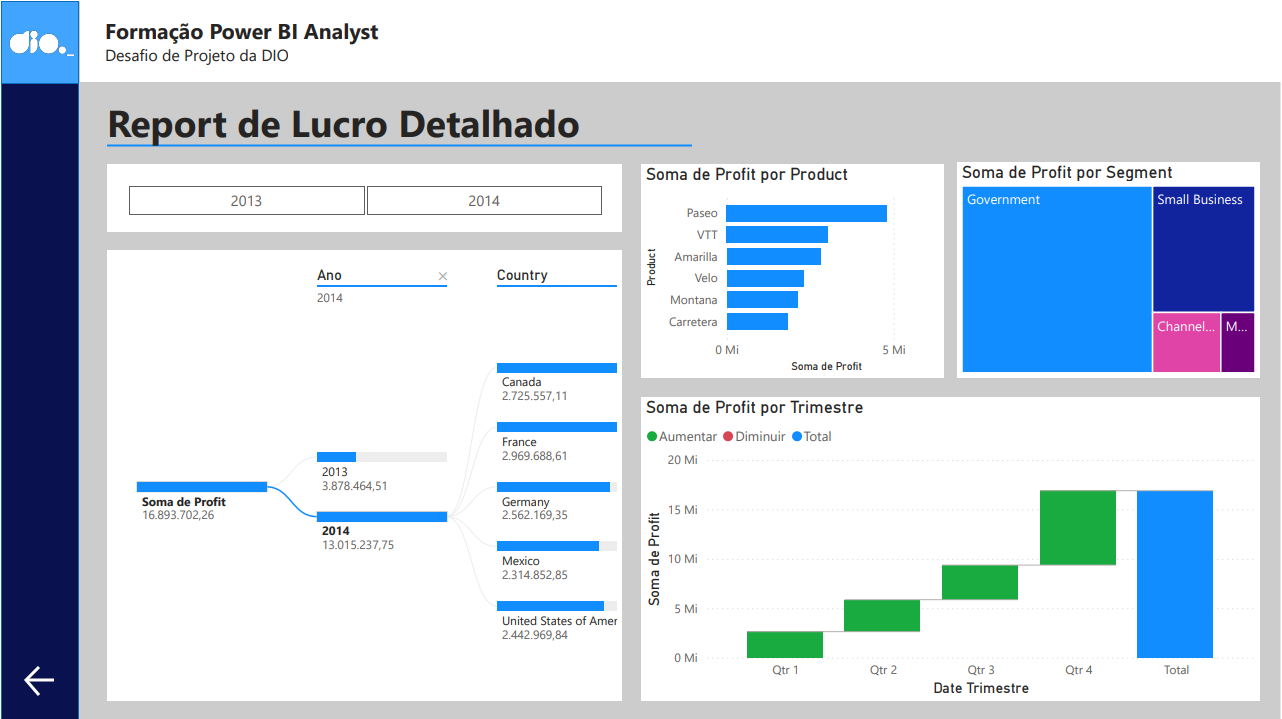 dio._
Formação Power BI Analyst
Desafio de Projeto da DIO
Report de Lucro Detalhado
2013
2014
Ano
2014
Country
Soma de Profit
16.893.702,26
2013
3.878.464,51
2014
13.015.237,75
Canada
2.725.557,11
France
2.969.688,61
Germany
2.562.169,35
Mexico
2.314.852,85
United States of Amer
2.442.969,84
Soma de Profit por Product
Product
Paseo
VTT
Amarilla
Velo
Montana
Carretera
0 Mi
5 Mi
Soma de Profit
Soma de Profit por Segment
Government
Small Business
Channel...
M...
Soma de Profit por Trimestre
Aumentar
Diminuir
Total
Soma de Profit
20 Mi
15 Mi
10 Mi
5 Mi
0 Mi
Qtr 1
Qtr 2
Qtr 3
Qtr 4
Total
Date Trimestre